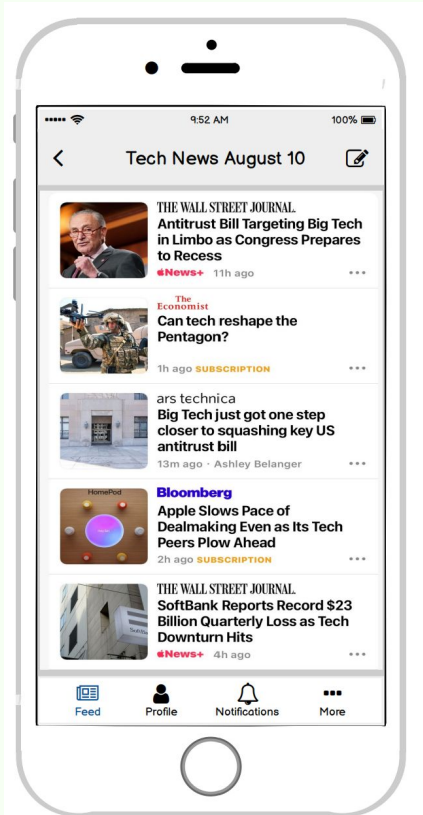 9:52 AM
100%
Tech News August 10
THE WALL STREET JOURNAL.
Antitrust Bill Targeting Big Tech
in Limbo as Congress Prepares
to Recess
News+ 11h ago
The
Economist
Can tech reshape the
Pentagon?
1h ago SUBSCRIPTION
ars technica
Big Tech just got one step
closer to squashing key US
antitrust bill
13m ago · Ashley Belanger
HomePod
Bloomberg
Apple Slows Pace of
Dealmaking Even as Its Tech
Peers Plow Ahead
2h ago SUBSCRIPTION
THE WALL STREET JOURNAL.
SoftBank Reports Record $23
Billion Quarterly Loss as Tech
Downturn Hits
News+ 4h ago
Feed
Profile
Notifications
More